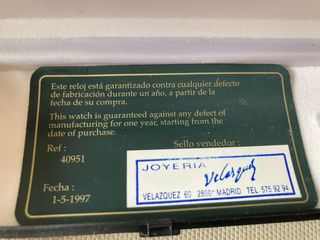 Este reloj está garantizado contra cualquier defecto
de fabricación durante un año, a partir de la
fecha de su compra.
This watch is guaranteed against any defect of
manufacturing for one year, starting from the
date of purchase.
Ref :
Sello vendedor :
40951
JOYERIA Velazquez
VELAZQUEZ 60 2800" MADRID TEL 575 92 94
Fecha :
1-5-1997